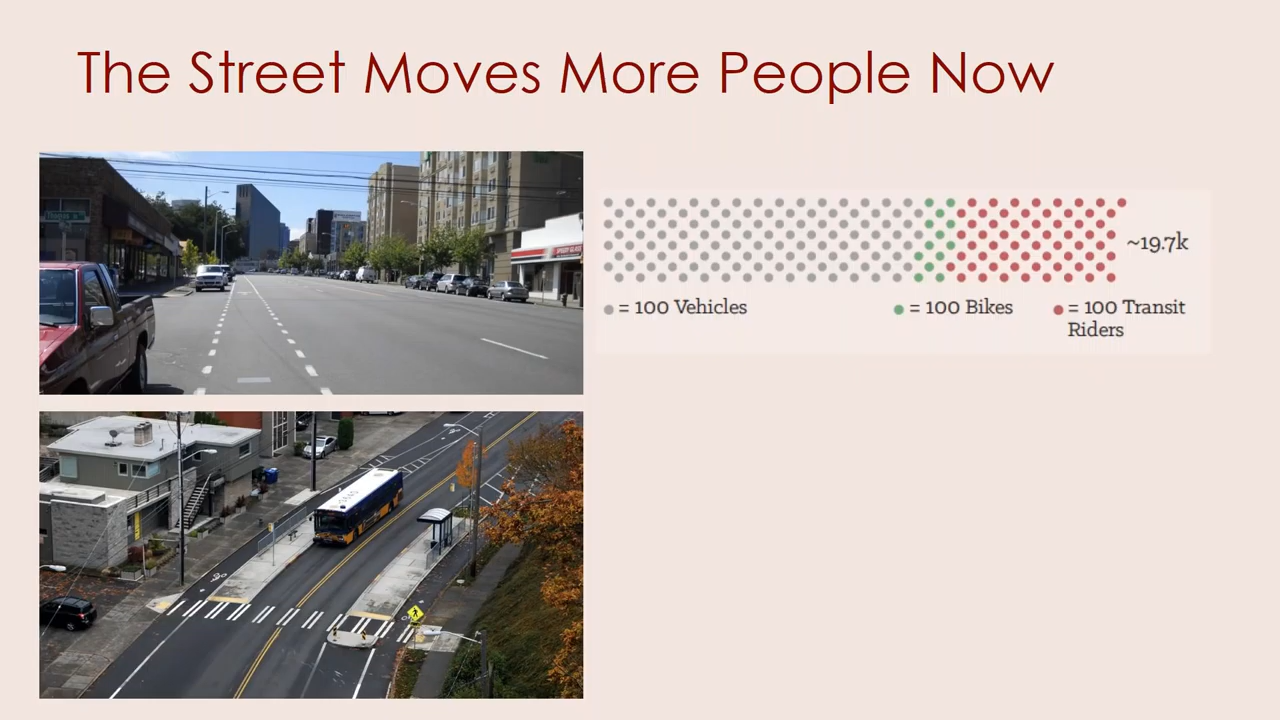 The Street Moves More People Now
~19.7k
= 100 Vehicles
= 100 Bikes
= 100 Transit
Riders